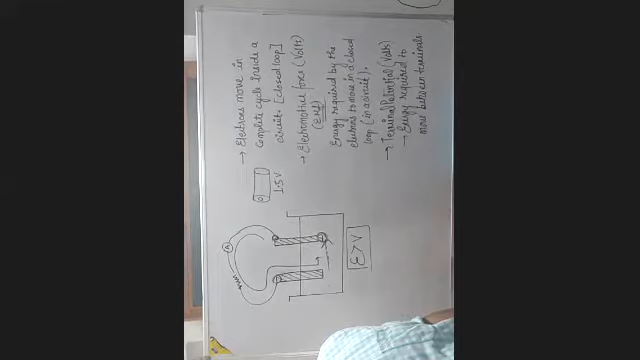 → Electrons move in
complete cycle inside a
circuit. [closed loop]
→ Electromotive force (Volts)
(EMF)
Energy required by the
electrons to move in a closed
loop (in a circuit).
→ Terminal Potential (Volts)
→ Energy required to
move between terminals
1.5V
A
ε>V